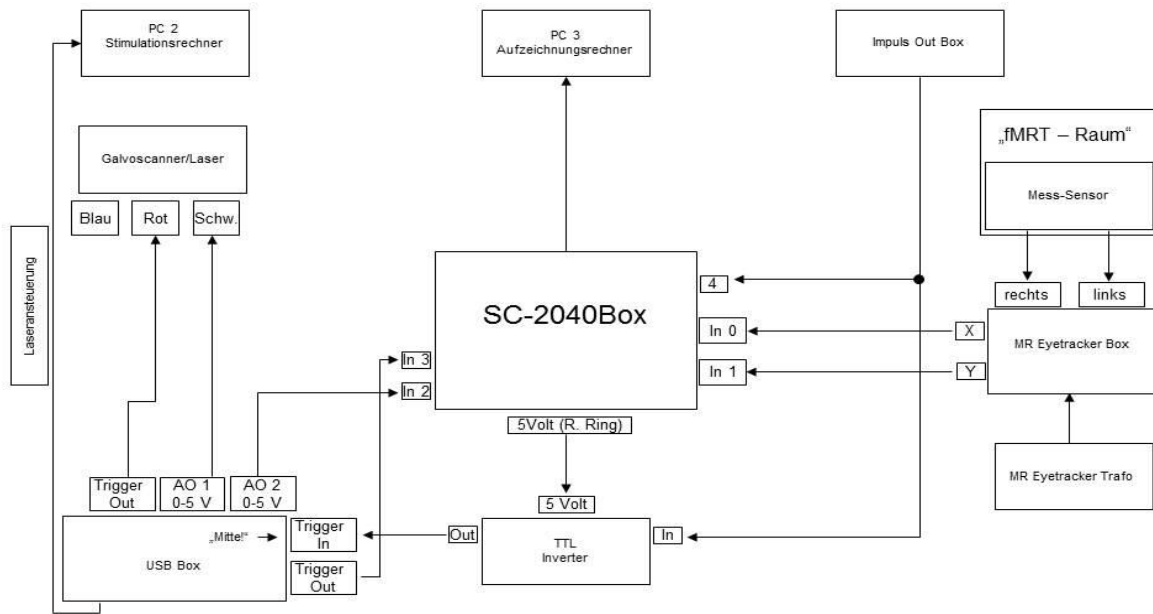 PC 2
Stimulationsrechner
PC 3
Aufzeichnungsrechner
Impuls Out Box
„fMRT – Raum“
Mess-Sensor
Galvoscanner/Laser
Blau
Rot
Schw.
Laseransteuerung
SC-2040Box
4
In 0
In 1
In 3
In 2
5Volt (R. Ring)
rechts
links
X
Y
MR Eyetracker Box
MR Eyetracker Trafo
Trigger
Out
AO 1
0-5 V
AO 2
0-5 V
„Mitte!“
USB Box
Trigger
In
Trigger
Out
Out
5 Volt
TTL
Inverter
In